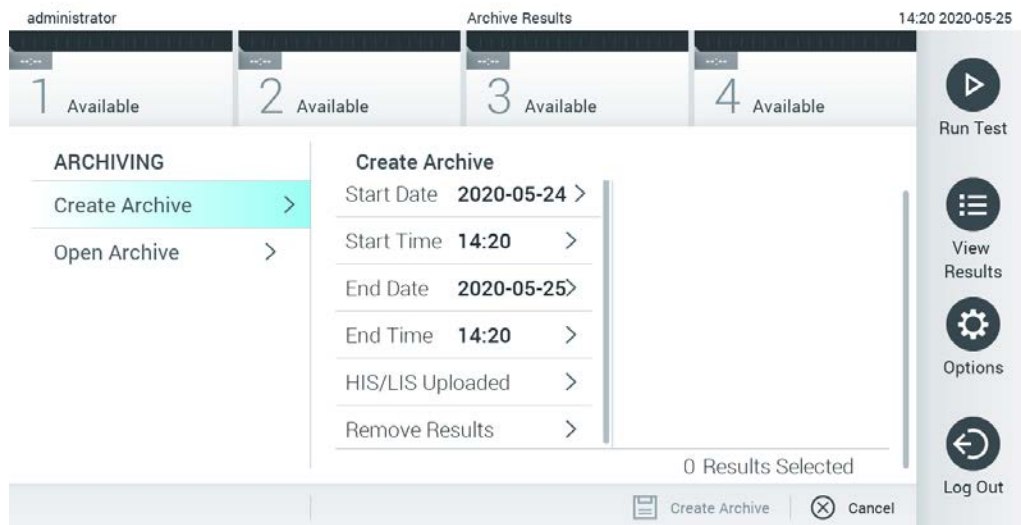 administrator Archive Results 14:20 2020-05-25
--:-- --:-- --:-- --:--
1 Available 2 Available 3 Available 4 Available
Run Test
ARCHIVING
Create Archive >
Open Archive >
Create Archive
Start Date 2020-05-24 >
Start Time 14:20 >
End Date 2020-05-25>
End Time 14:20 >
HIS/LIS Uploaded >
Remove Results >
0 Results Selected
View
Results
Options
Log Out
Create Archive Cancel